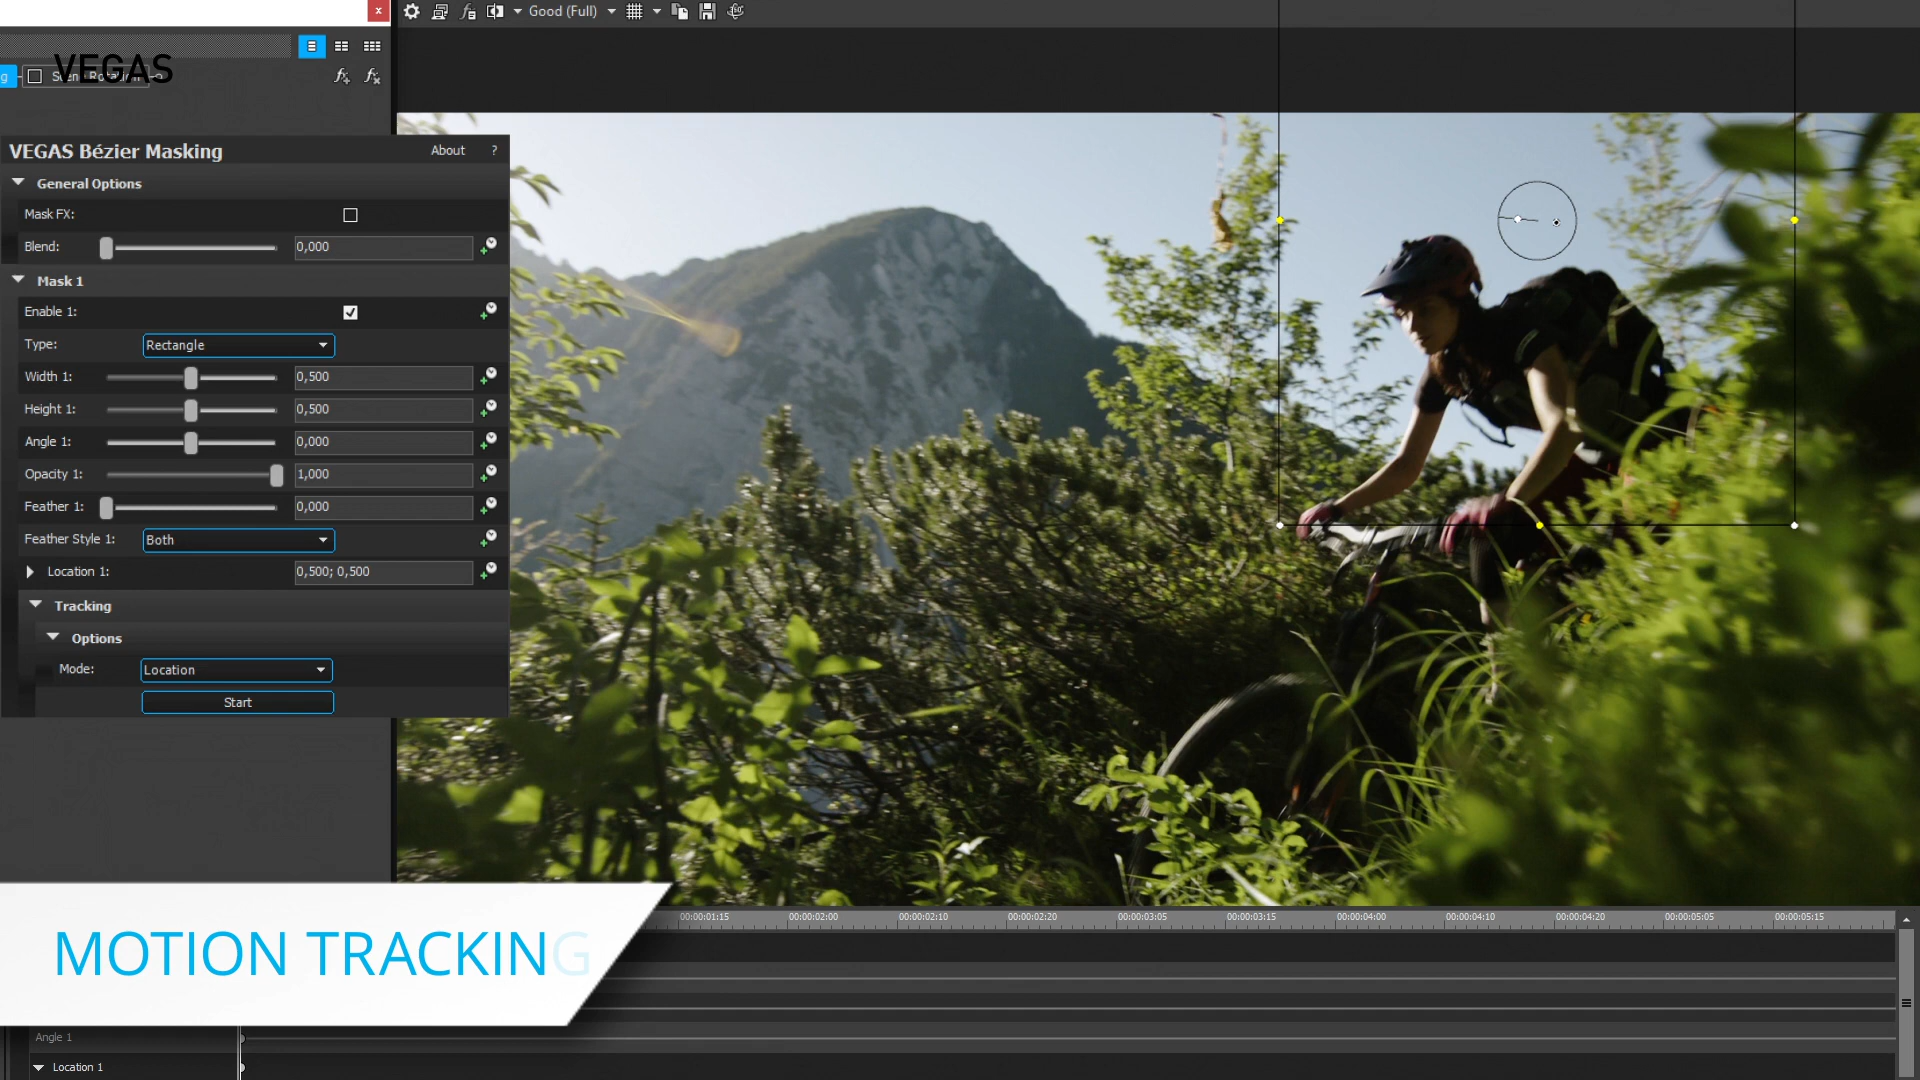 Good (Full)
360
VEGAS
g
Scene Rotation
VEGAS Bézier Masking
About
?
General Options
Mask FX:
Blend:
0,000
Mask 1
Enable 1:
Type:
Rectangle
Width 1:
0,500
Height 1:
0,500
Angle 1:
0,000
Opacity 1:
1,000
Feather 1:
0,000
Feather Style 1:
Both
Location 1:
0,500; 0,500
Tracking
Options
Mode:
Location
Start
00:00:01:15
00:00:02:00
00:00:02:10
00:00:02:20
00:00:03:05
00:00:03:15
00:00:04:00
00:00:04:10
00:00:04:20
00:00:05:05
00:00:05:15
MOTION TRACKING
Angle 1
Location 1